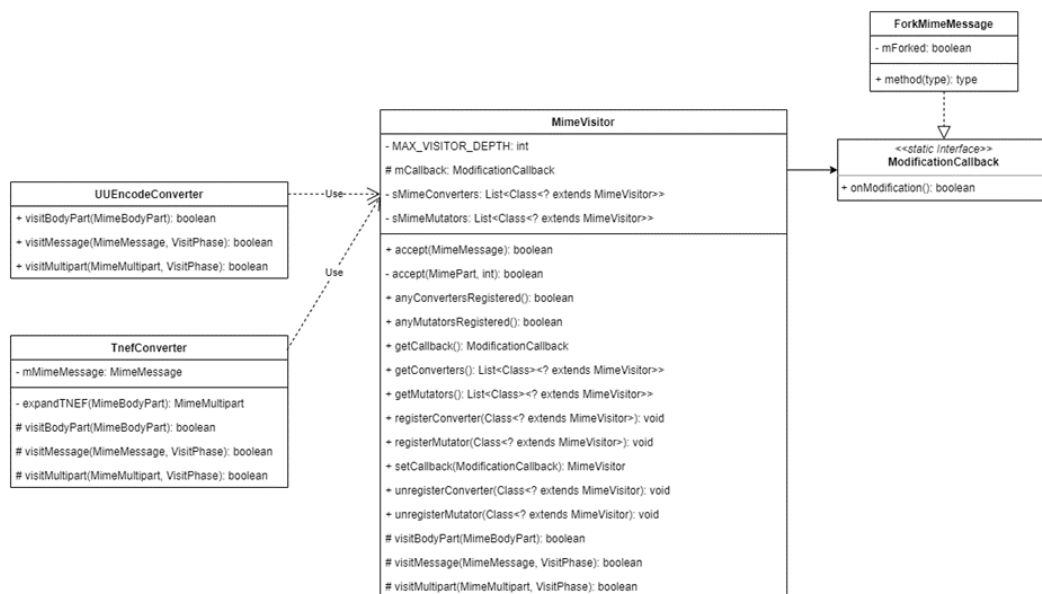 ForkMimeMessage
- mForked: boolean
+ method(type): type
<<static Interface>>
ModificationCallback
+ onModification(): boolean
MimeVisitor
- MAX_VISITOR_DEPTH: int
# mCallback: ModificationCallback
- sMimeConverters: List<Class<? extends MimeVisitor>>
- sMimeMutators: List<Class<? extends MimeVisitor>>
+ accept(MimeMessage): boolean
- accept(MimePart, int): boolean
+ anyConvertersRegistered(): boolean
+ anyMutatorsRegistered(): boolean
+ getCallback(): ModificationCallback
+ getConverters(): List<Class><? extends MimeVisitor>>
+ getMutators(): List<Class><? extends MimeVisitor>>
+ registerConverter(Class<? extends MimeVisitor>): void
+ registerMutator(Class<? extends MimeVisitor>): void
+ setCallback(ModificationCallback): MimeVisitor
+ unregisterConverter(Class<? extends MimeVisitor): void
+ unregisterMutator(Class<? extends MimeVisitor): void
# visitBodyPart(MimeBodyPart): boolean
# visitMessage(MimeMessage, VisitPhase): boolean
# visitMultipart(MimeMultipart, VisitPhase): boolean
UUEncodeConverter
+ visitBodyPart(MimeBodyPart): boolean
+ visitMessage(MimeMessage, VisitPhase): boolean
+ visitMultipart(MimeMultipart, VisitPhase): boolean
Use
Use
TnefConverter
- mMimeMessage: MimeMessage
- expandTNEF(MimeBodyPart): MimeMultipart
# visitBodyPart(MimeBodyPart): boolean
# visitMessage(MimeMessage, VisitPhase): boolean
# visitMultipart(MimeMultipart, VisitPhase): boolean